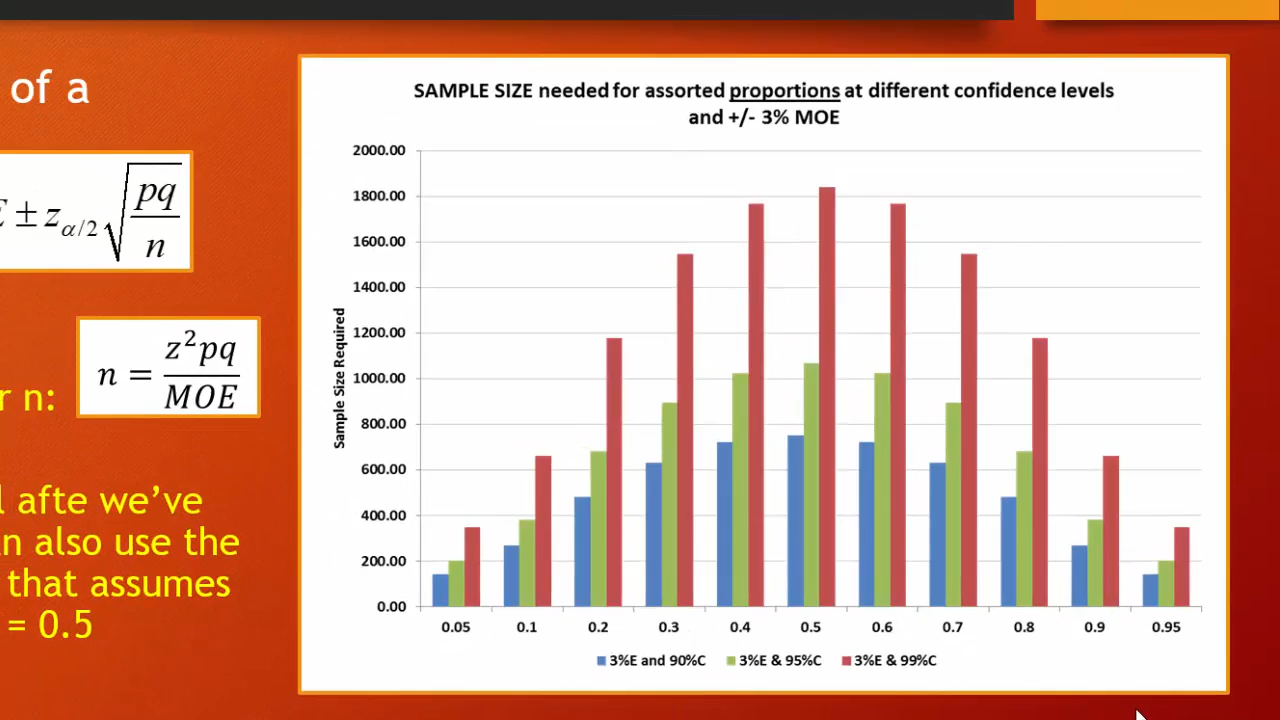 of a
E ± z α/2 √ pq / n
n = z² pq / MOE
r n:
l afte we’ve
n also use the
that assumes
= 0.5
SAMPLE SIZE needed for assorted proportions at different confidence levels
and +/- 3% MOE
Sample Size Required
2000.00
1800.00
1600.00
1400.00
1200.00
1000.00
800.00
600.00
400.00
200.00
0.00
0.05 0.1 0.2 0.3 0.4 0.5 0.6 0.7 0.8 0.9 0.95
3%E and 90%C 3%E & 95%C 3%E & 99%C